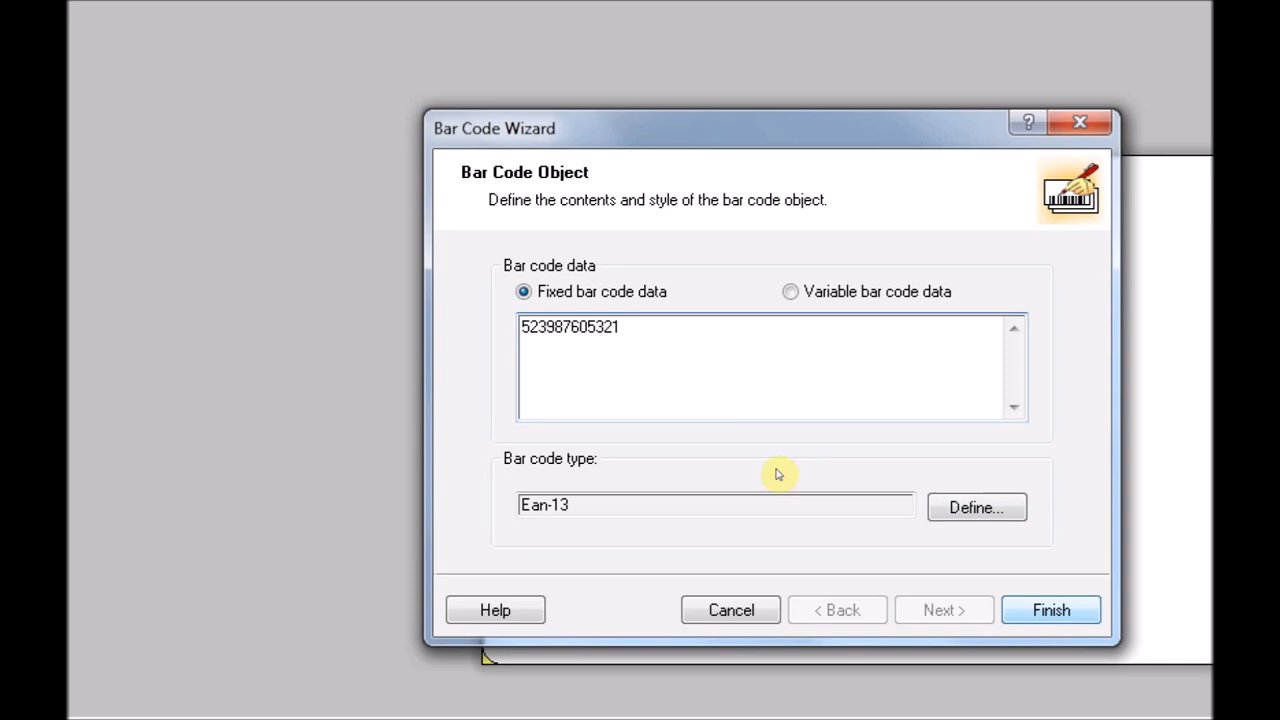 Bar Code Wizard
?
Bar Code Object
Define the contents and style of the bar code object.
Bar code data
Fixed bar code data Variable bar code data
523987605321
Bar code type:
Ean-13
Define...
Help Cancel < Back Next > Finish